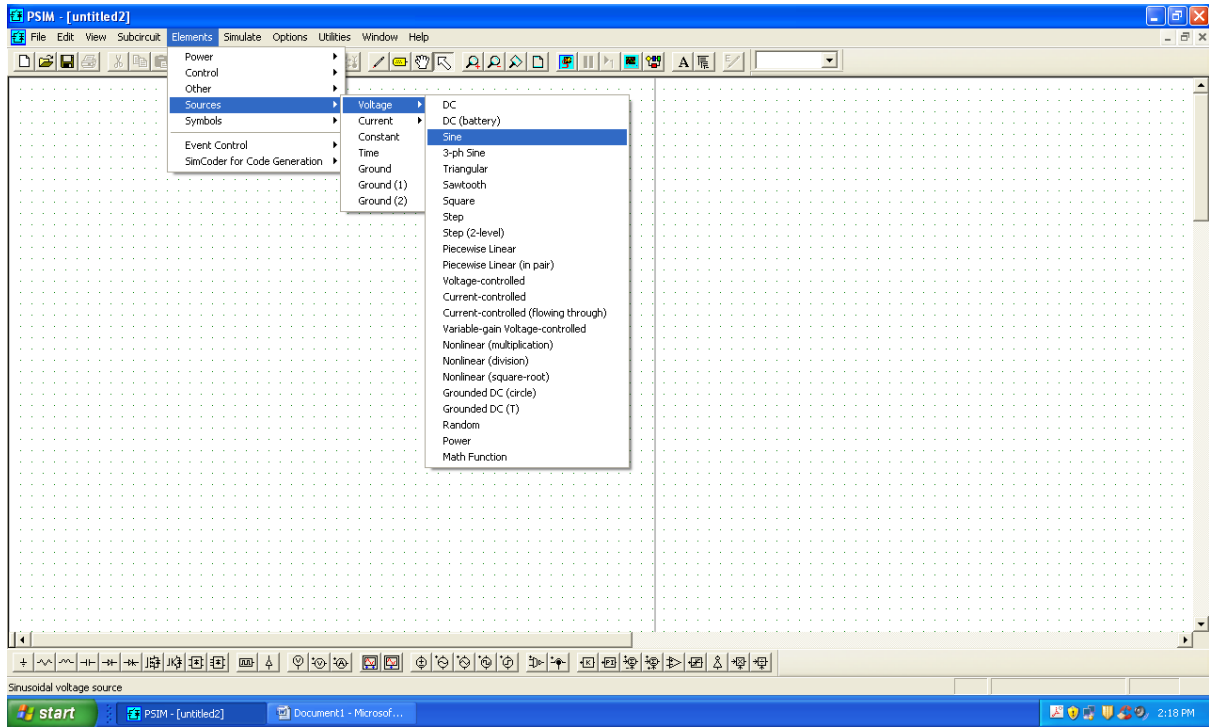 PSIM - [untitled2]
File Edit View Subcircuit Elements Simulate Options Utilities Window Help
Power
Control
Other
Sources
Symbols
Event Control
SimCoder for Code Generation
Voltage
Current
Constant
Time
Ground
Ground (1)
Ground (2)
DC
DC (battery)
Sine
3-ph Sine
Triangular
Sawtooth
Square
Step
Step (2-level)
Piecewise Linear
Piecewise Linear (in pair)
Voltage-controlled
Current-controlled
Current-controlled (flowing through)
Variable-gain Voltage-controlled
Nonlinear (multiplication)
Nonlinear (division)
Nonlinear (square-root)
Grounded DC (circle)
Grounded DC (T)
Random
Power
Math Function
Sinusoidal voltage source
start PSIM - [untitled2] Document1 - Microsof... 2:18 PM